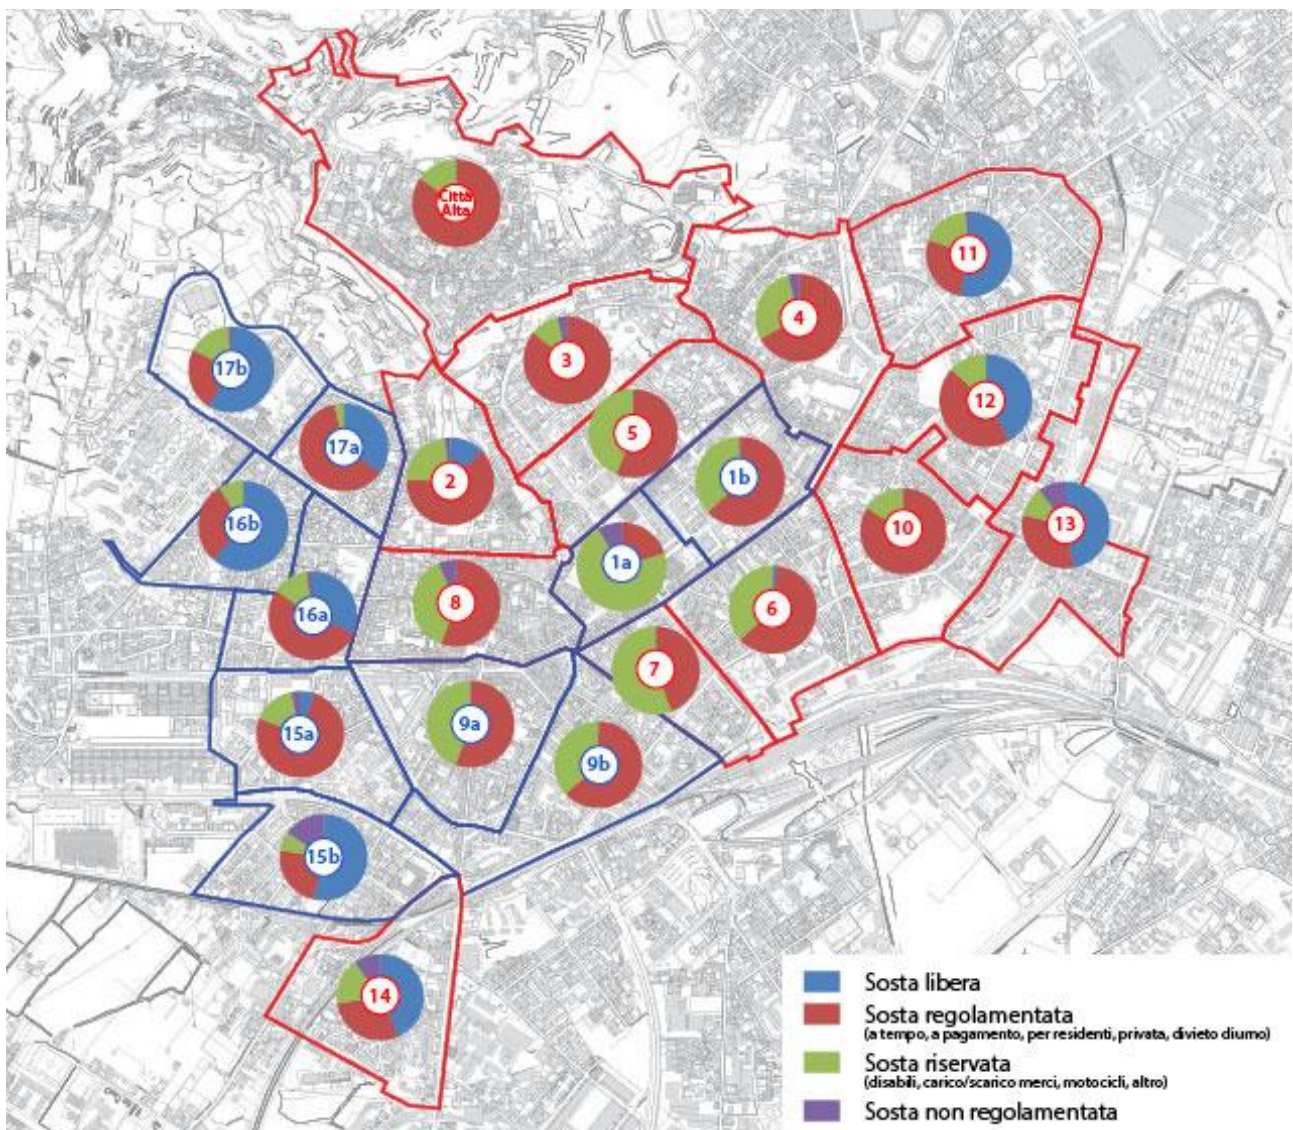 Città
Alta
11
4
3
17b
12
5
17a
1b
2
16b
13
10
1a
8
6
16a
7
9a
15a
9b
15b
14
Sosta libera
Sosta regolamentata
(a tempo, a pagamento, per residenti, privata, divieto diurno)
Sosta riservata
(disabili, carico/scarico merci, motocicli, altro)
Sosta non regolamentata